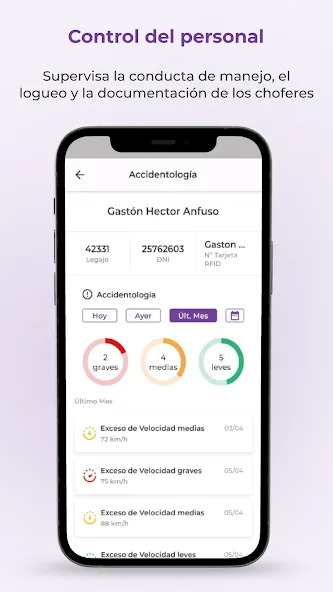 Control del personal
Supervisa la conducta de manejo, el
logueo y la documentación de los choferes
Accidentología
Gastón Hector Anfuso
42331
Legajo
25762603
DNI
Gaston ...
N° Tarjeta
RFID
Accidentología
Hoy
Ayer
Últ. Mes
2
graves
4
medias
5
leves
Último Mes
Exceso de Velocidad medias
03/04
72 km/h
Exceso de Velocidad graves
05/04
75 km/h
Exceso de Velocidad medias
05/04
88 km/h
Exceso de Velocidad leves
05/04